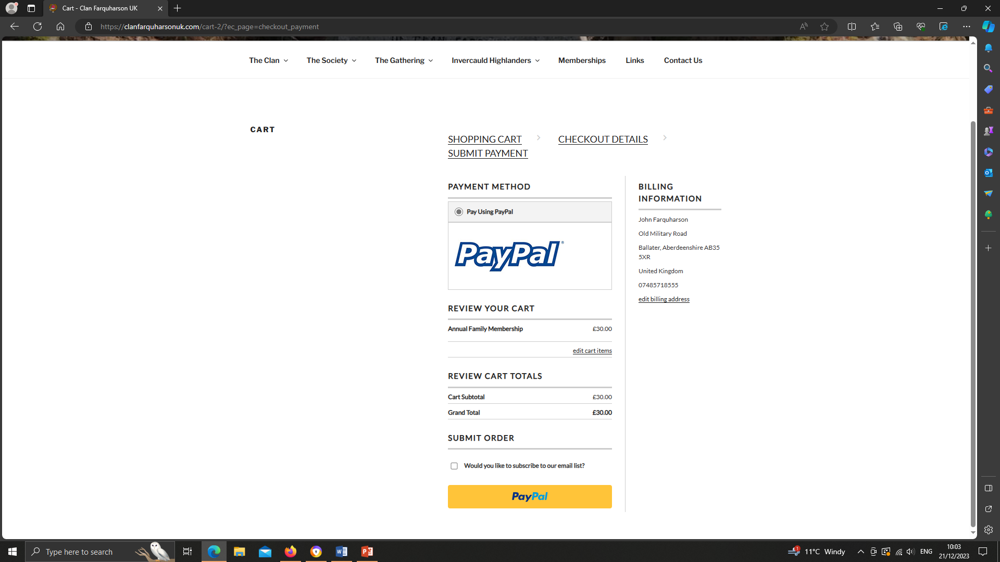 Cart - Clan Farquharson UK
https://clanfarquharsonuk.com/cart-2/?ec_page=checkout_payment
The Clan
The Society
The Gathering
Invercauld Highlanders
Memberships
Links
Contact Us
CART
SHOPPING CART
CHECKOUT DETAILS
SUBMIT PAYMENT
PAYMENT METHOD
Pay Using PayPal
PayPal®
REVIEW YOUR CART
Annual Family Membership £30.00
edit cart items
REVIEW CART TOTALS
Cart Subtotal £30.00
Grand Total £30.00
SUBMIT ORDER
Would you like to subscribe to our email list?
PayPal
BILLING
INFORMATION
John Farquharson
Old Military Road
Ballater, Aberdeenshire AB35
5XR
United Kingdom
07485718555
edit billing address
Type here to search
1
11°C Windy
ENG
10:03
21/12/2023